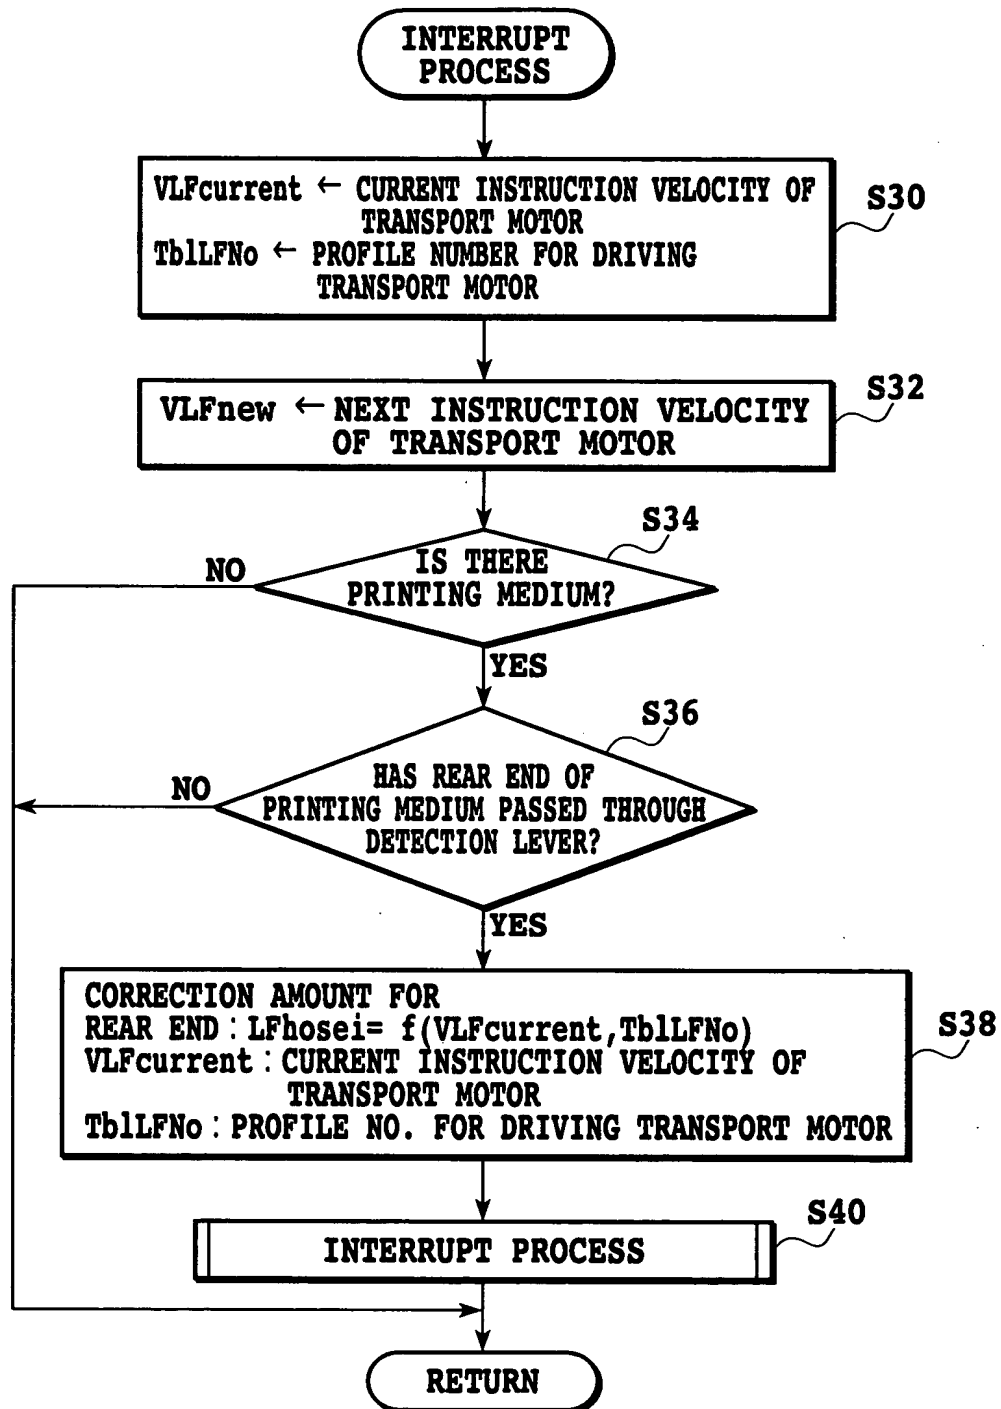 INTERRUPT
PROCESS
VLFcurrent ← CURRENT INSTRUCTION VELOCITY OF
TRANSPORT MOTOR
TblLFNo ← PROFILE NUMBER FOR DRIVING
TRANSPORT MOTOR
S30
VLFnew ← NEXT INSTRUCTION VELOCITY
OF TRANSPORT MOTOR
S32
S34
IS THERE
PRINTING MEDIUM?
NO
YES
S36
HAS REAR END OF
PRINTING MEDIUM PASSED THROUGH
DETECTION LEVER?
NO
YES
CORRECTION AMOUNT FOR
REAR END : LFhosei= f(VLFcurrent,TblLFNo)
VLFcurrent : CURRENT INSTRUCTION VELOCITY OF
TRANSPORT MOTOR
TblLFNo : PROFILE NO. FOR DRIVING TRANSPORT MOTOR
S38
S40
INTERRUPT PROCESS
RETURN